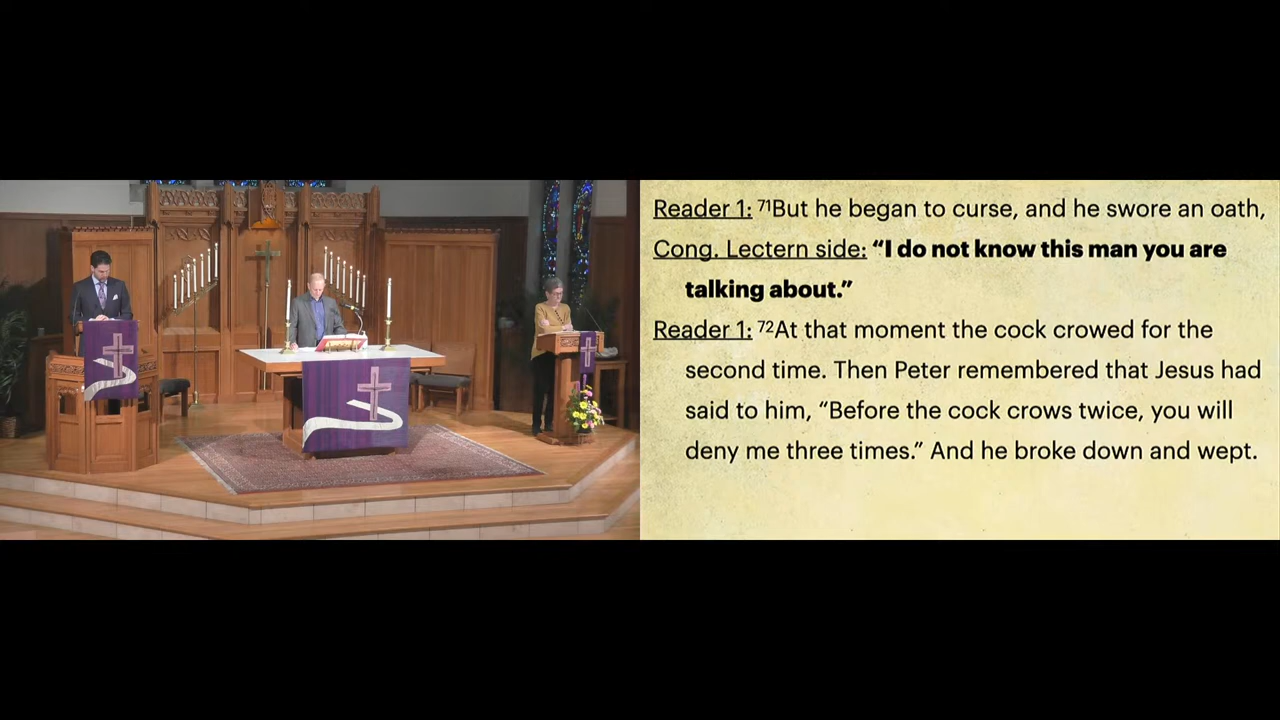 Reader 1: ⁷¹But he began to curse, and he swore an oath,
Cong. Lectern side: “I do not know this man you are
talking about.”
Reader 1: ⁷²At that moment the cock crowed for the
second time. Then Peter remembered that Jesus had
said to him, “Before the cock crows twice, you will
deny me three times.” And he broke down and wept.